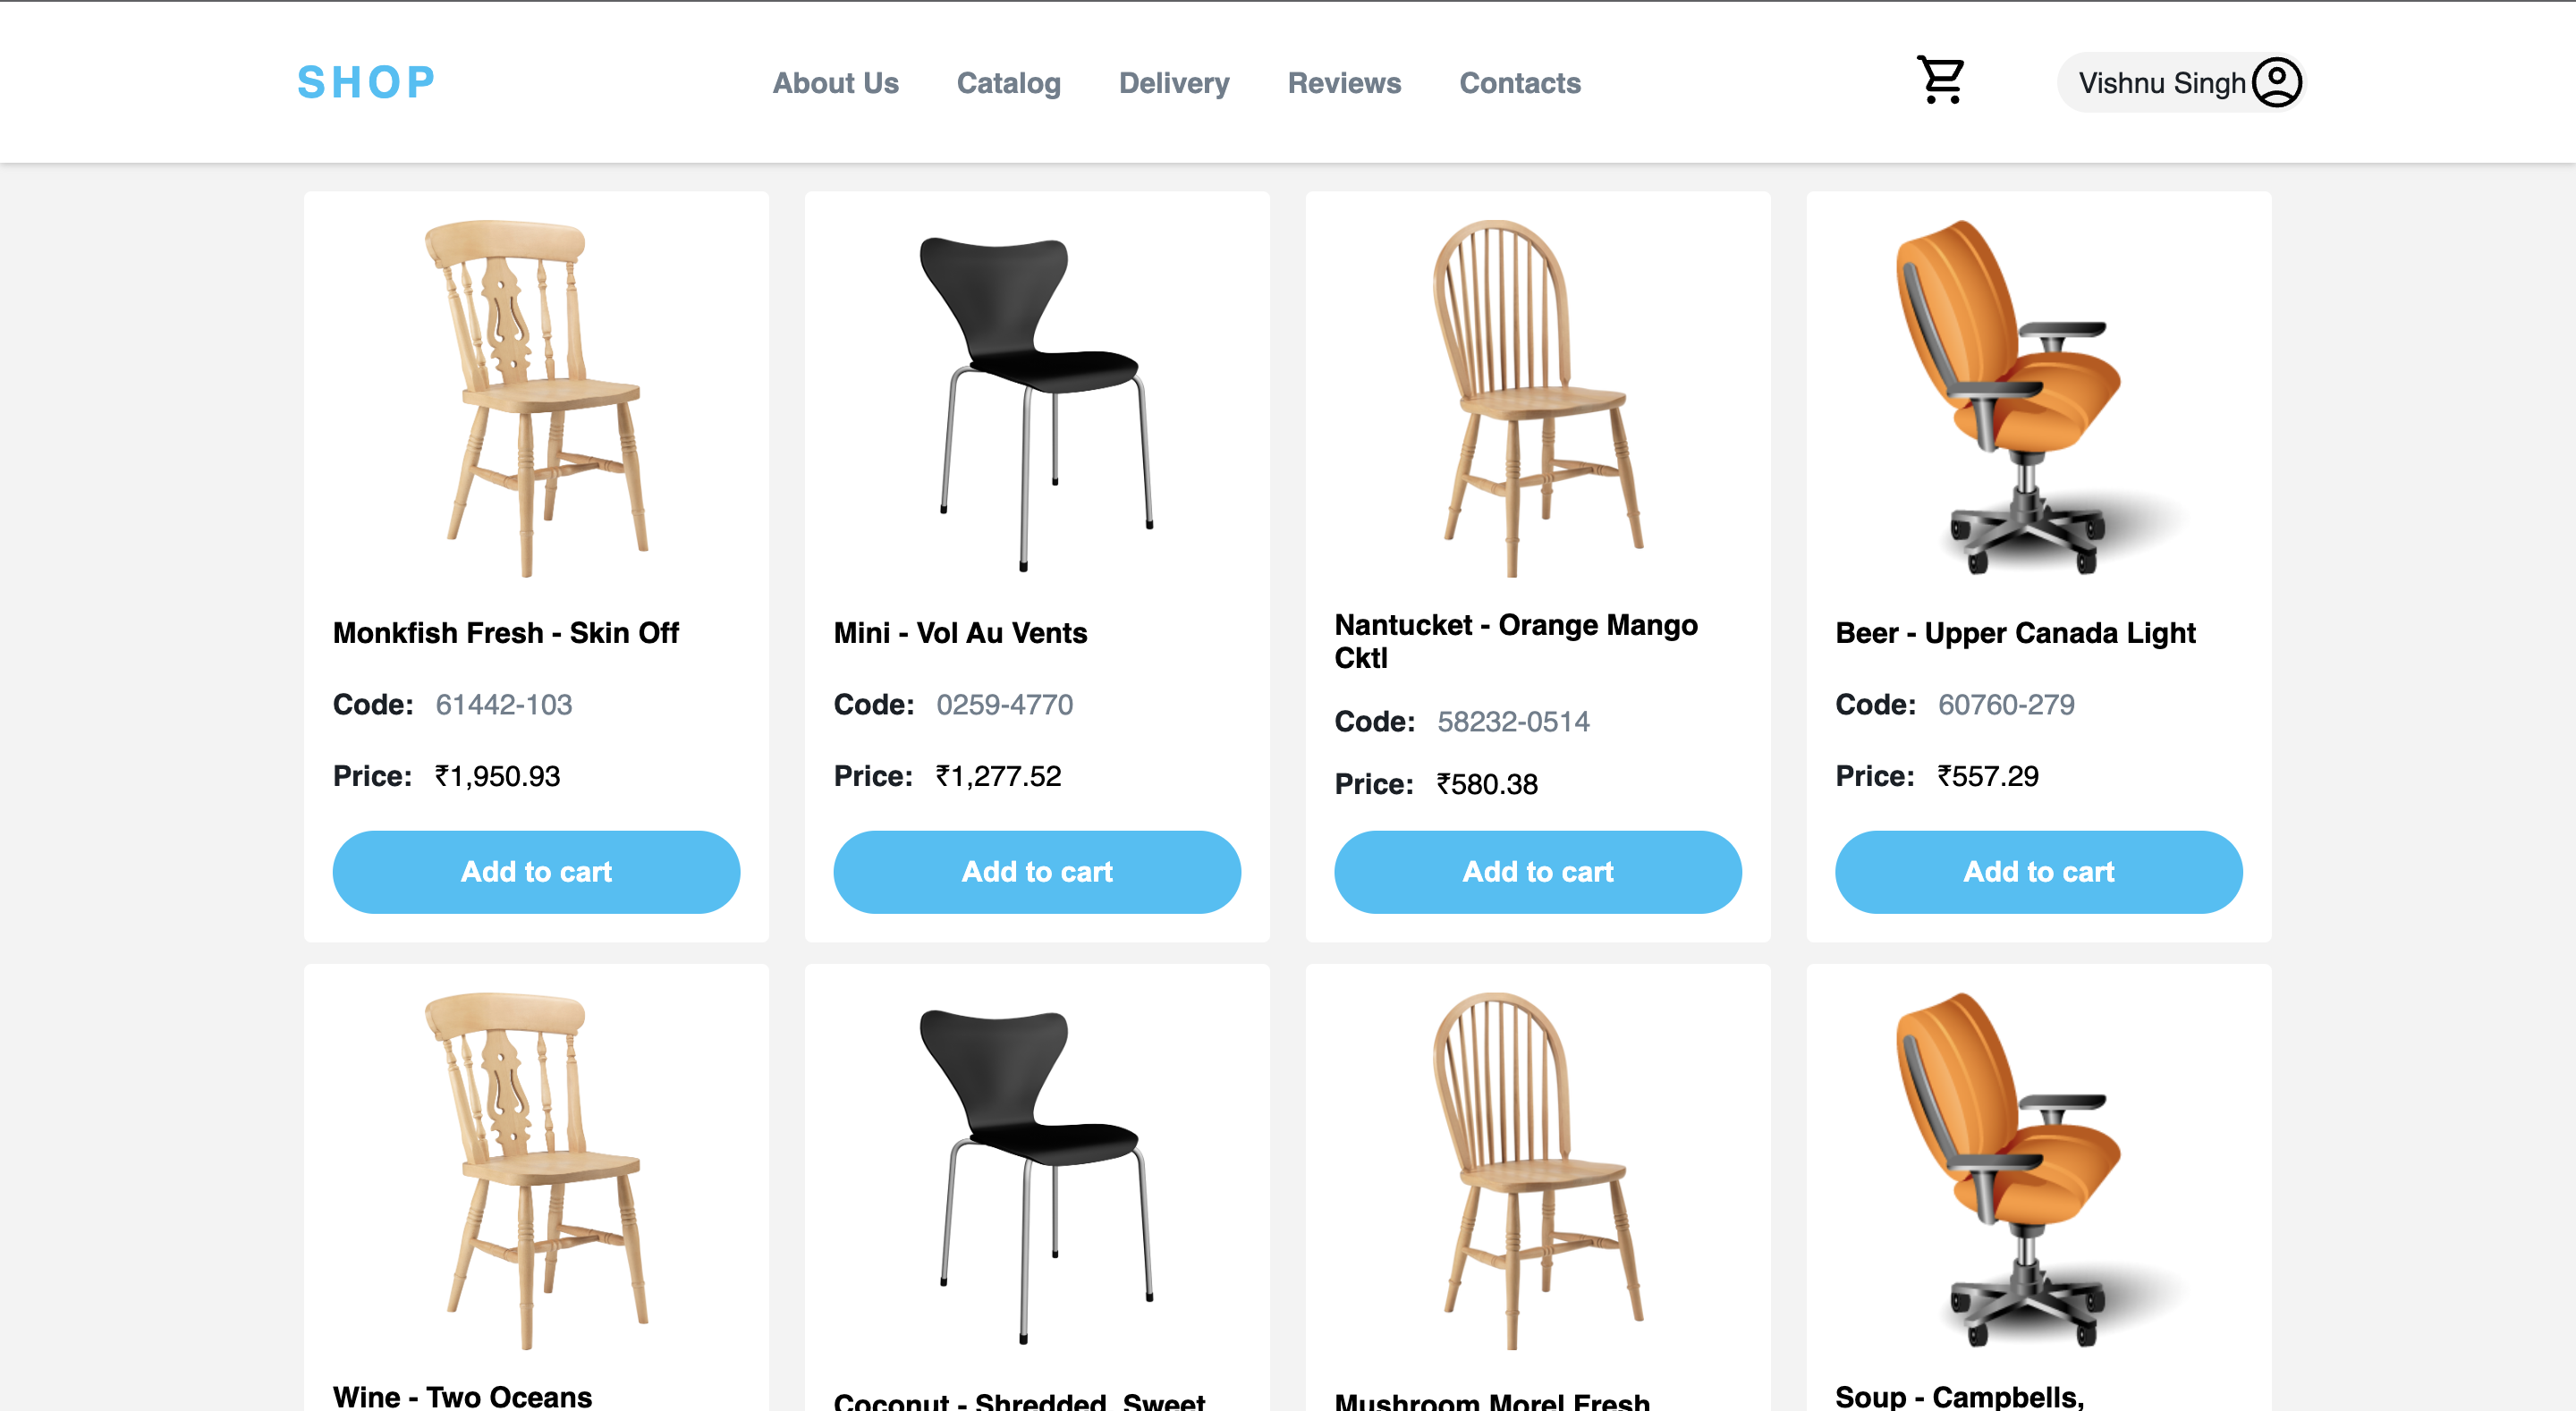 SHOP
About Us
Catalog
Delivery
Reviews
Contacts
Vishnu Singh
Monkfish Fresh - Skin Off
Code: 61442-103
Price: ₹1,950.93
Add to cart
Mini - Vol Au Vents
Code: 0259-4770
Price: ₹1,277.52
Add to cart
Nantucket - Orange Mango
Cktl
Code: 58232-0514
Price: ₹580.38
Add to cart
Beer - Upper Canada Light
Code: 60760-279
Price: ₹557.29
Add to cart
Wine - Two Oceans
Coconut - Shredded, Sweet
Mushroom Morel Fresh
Soup - Campbells,